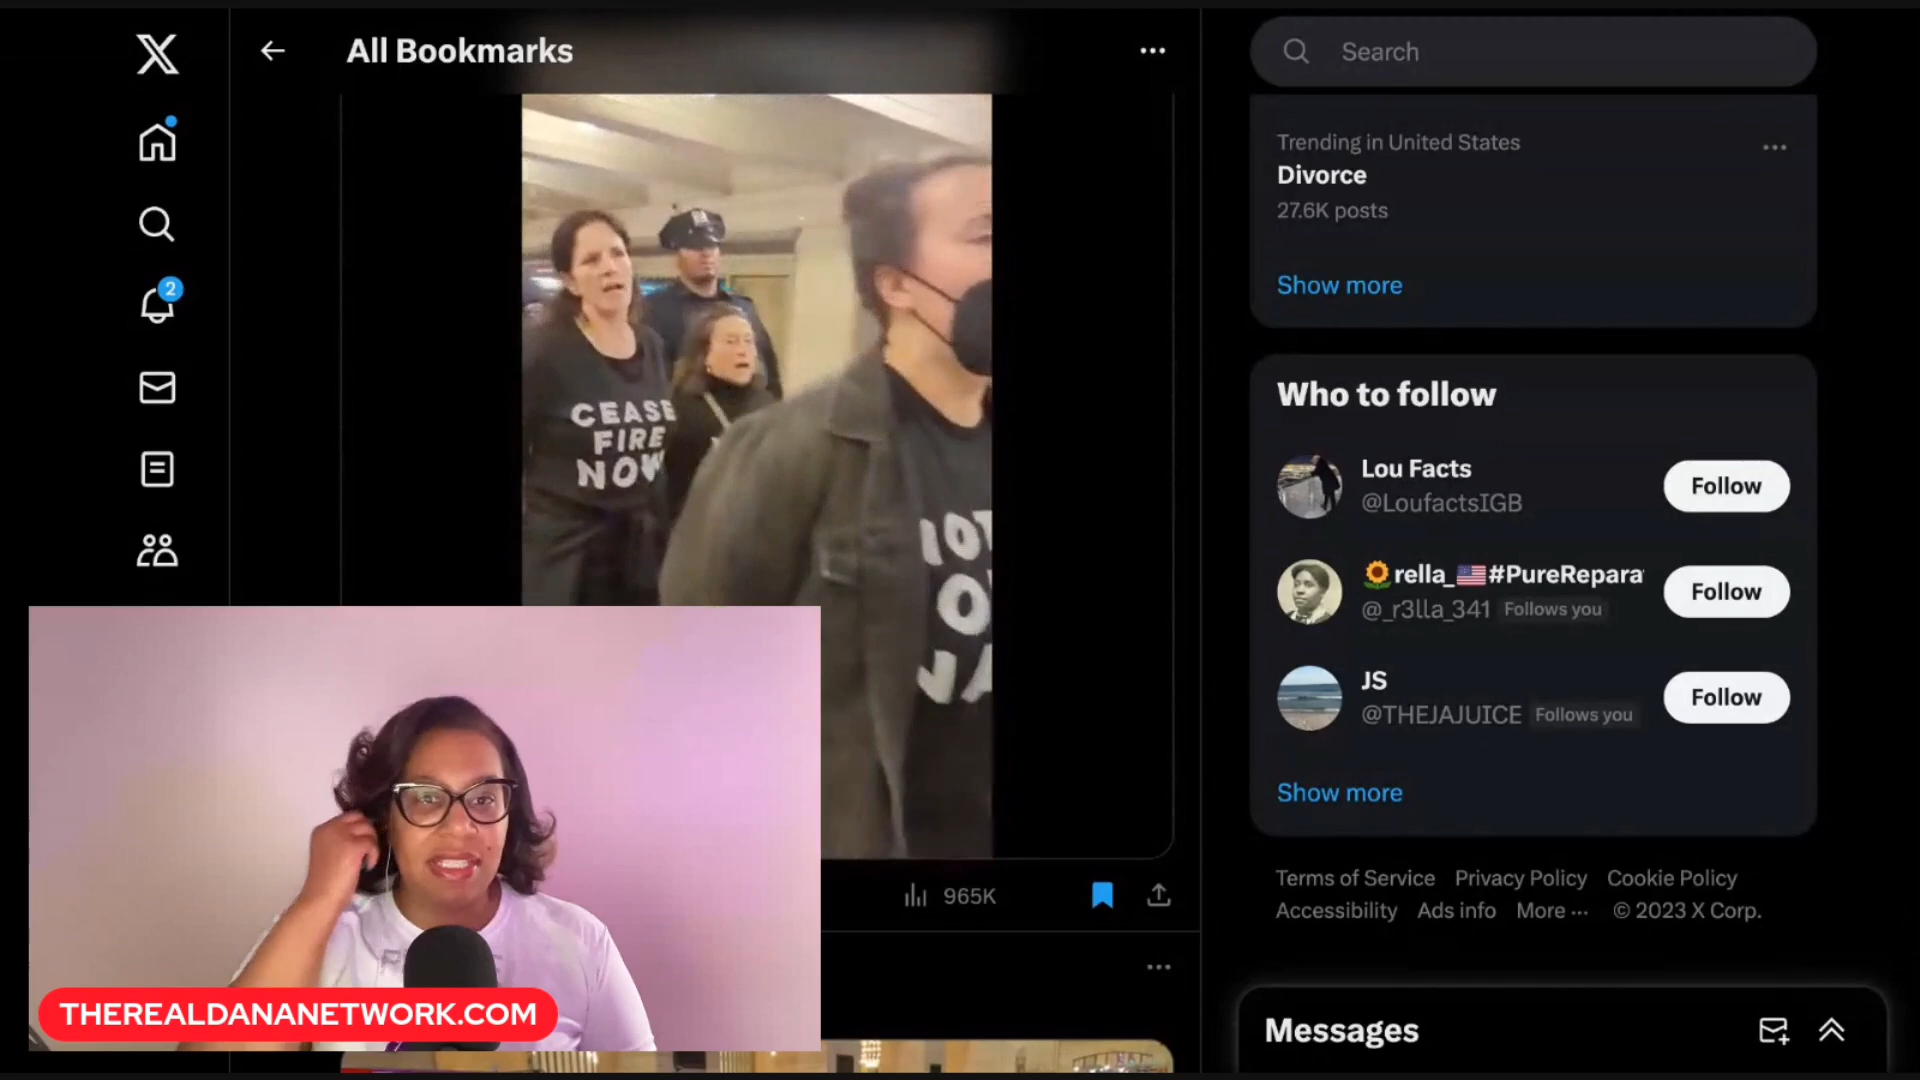 All Bookmarks
Search
Trending in United States
Divorce
27.6K posts
Show more
CEASE
FIRE
NOW
Who to follow
Lou Facts
@LoufactsIGB
Follow
rella_ #PureRepara
@_r3lla_341 Follows you
Follow
JS
@THEJAJUICE Follows you
Follow
Show more
2
965K
Terms of Service Privacy Policy Cookie Policy
Accessibility Ads info More ··· © 2023 X Corp.
THEREALDANANETWORK.COM
Messages